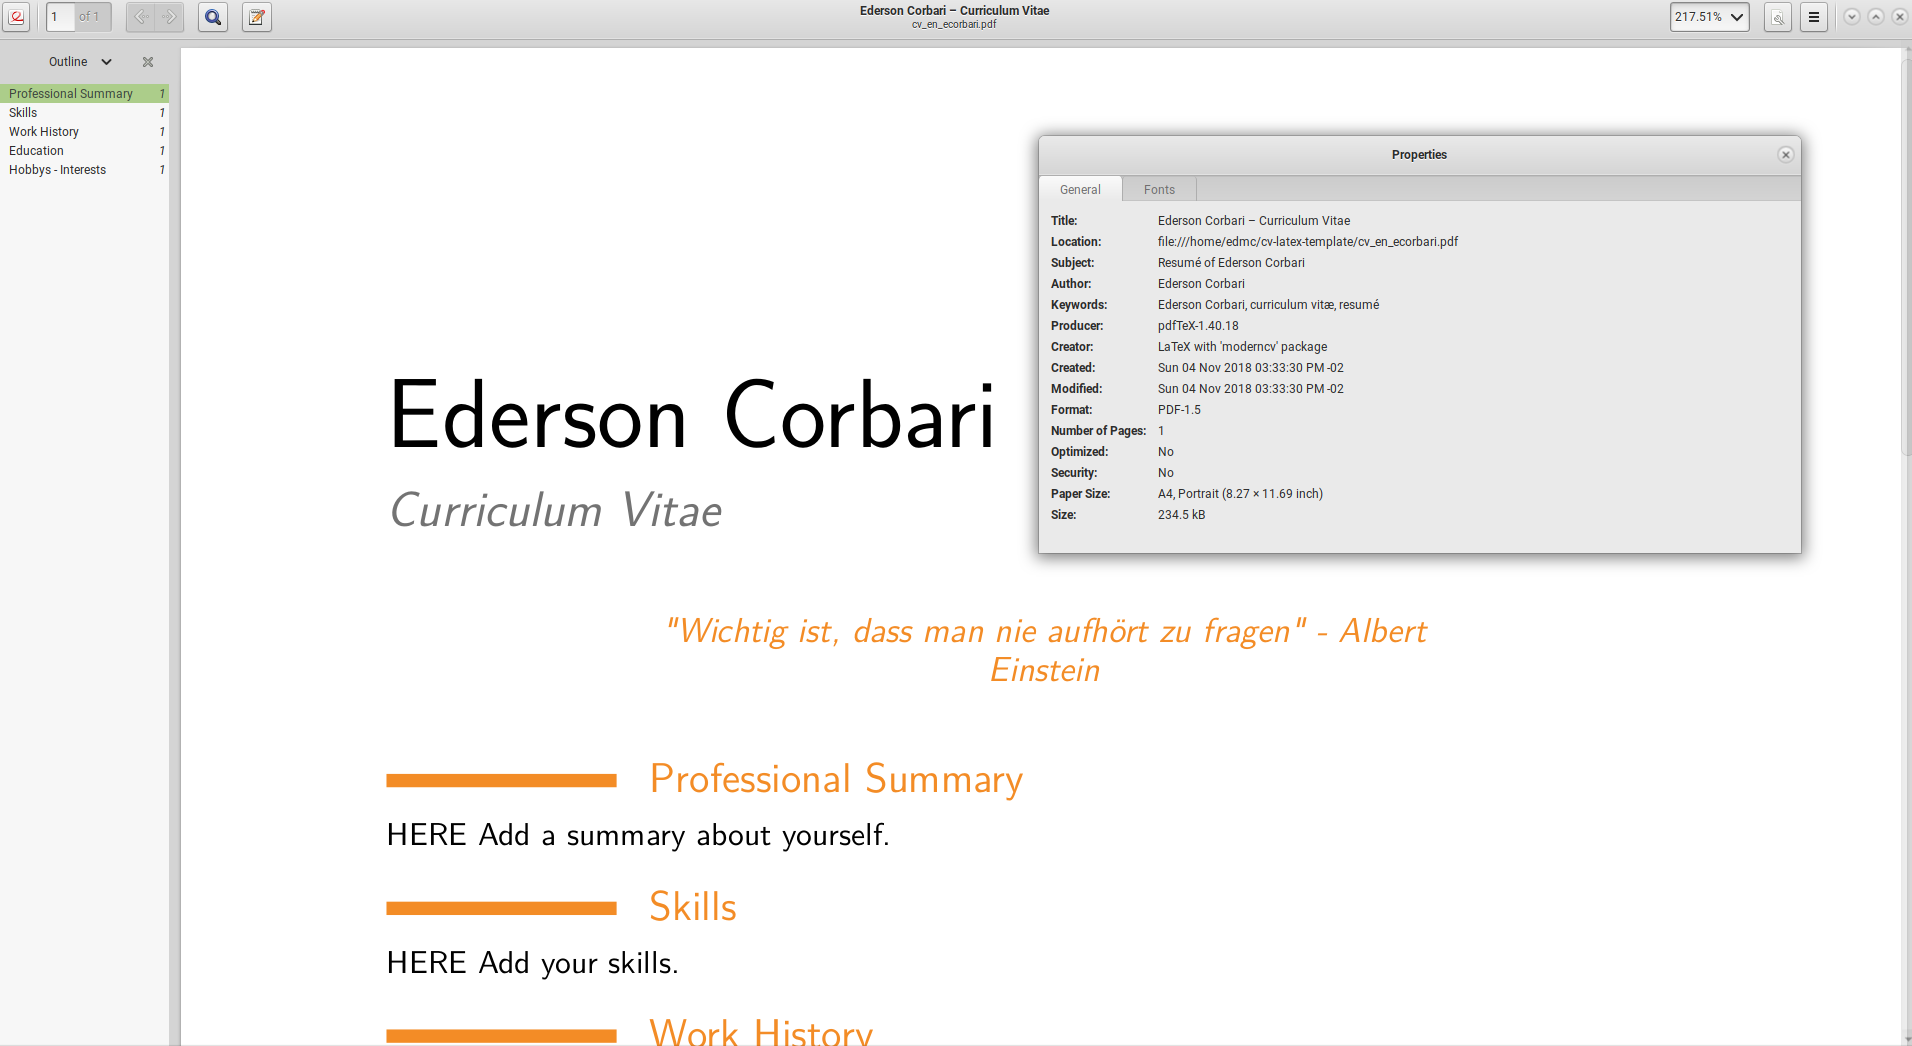 1 of 1
Ederson Corbari – Curriculum Vitae
cv_en_ecorbari.pdf
217.51%
Outline
Professional Summary 1
Skills 1
Work History 1
Education 1
Hobbys - Interests 1
Properties
General Fonts
Title: Ederson Corbari – Curriculum Vitae
Location: file:///home/edmc/cv-latex-template/cv_en_ecorbari.pdf
Subject: Resumé of Ederson Corbari
Author: Ederson Corbari
Keywords: Ederson Corbari, curriculum vitæ, resumé
Producer: pdfTeX-1.40.18
Creator: LaTeX with 'moderncv' package
Created: Sun 04 Nov 2018 03:33:30 PM -02
Modified: Sun 04 Nov 2018 03:33:30 PM -02
Format: PDF-1.5
Number of Pages: 1
Optimized: No
Security: No
Paper Size: A4, Portrait (8.27 × 11.69 inch)
Size: 234.5 kB
Ederson Corbari
Curriculum Vitae
"Wichtig ist, dass man nie aufhört zu fragen" - Albert
Einstein
Professional Summary
HERE Add a summary about yourself.
Skills
HERE Add your skills.
Work History